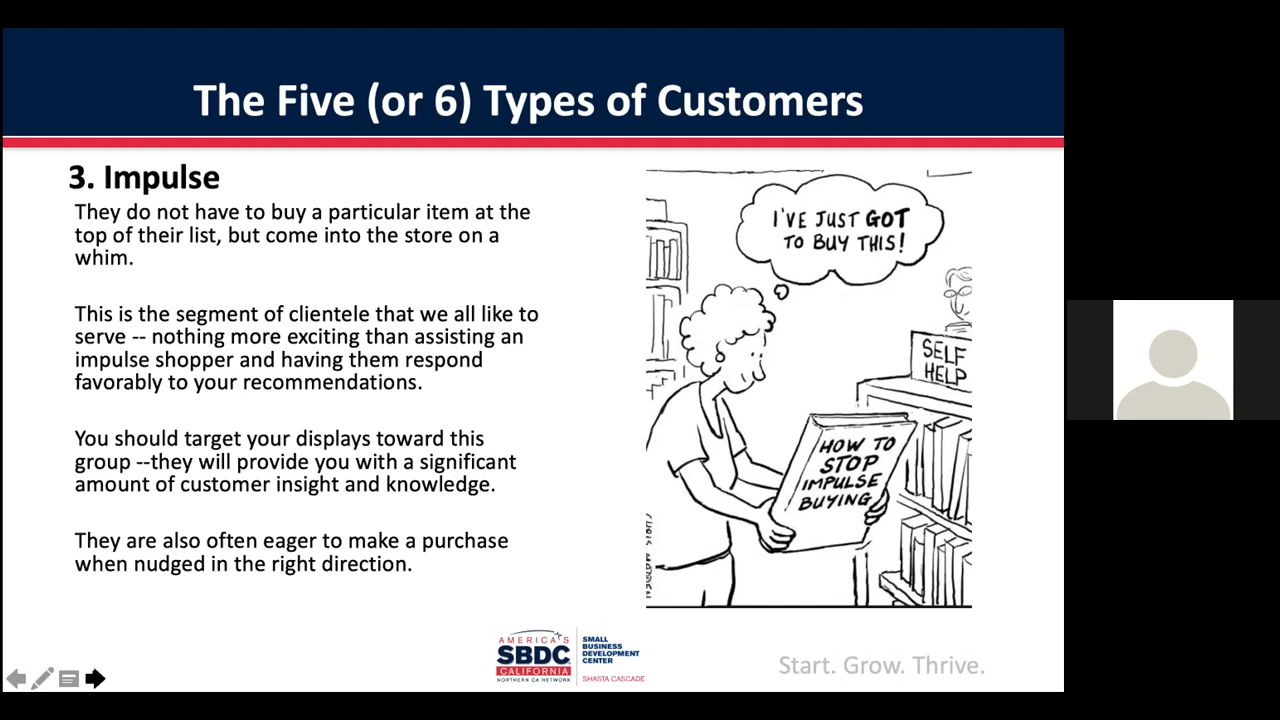 The Five (or 6) Types of Customers
3. Impulse
They do not have to buy a particular item at the
top of their list, but come into the store on a
whim.
This is the segment of clientele that we all like to
serve -- nothing more exciting than assisting an
impulse shopper and having them respond
favorably to your recommendations.
You should target your displays toward this
group --they will provide you with a significant
amount of customer insight and knowledge.
They are also often eager to make a purchase
when nudged in the right direction.
I'VE JUST GOT
TO BUY THIS!
SELF
HELP
HOW TO
STOP
IMPULSE
BUYING
AMERICA'S
SBDC
CALIFORNIA
NORTHERN CA NETWORK
SMALL
BUSINESS
DEVELOPMENT
CENTER
SHASTA CASCADE
Start. Grow. Thrive.